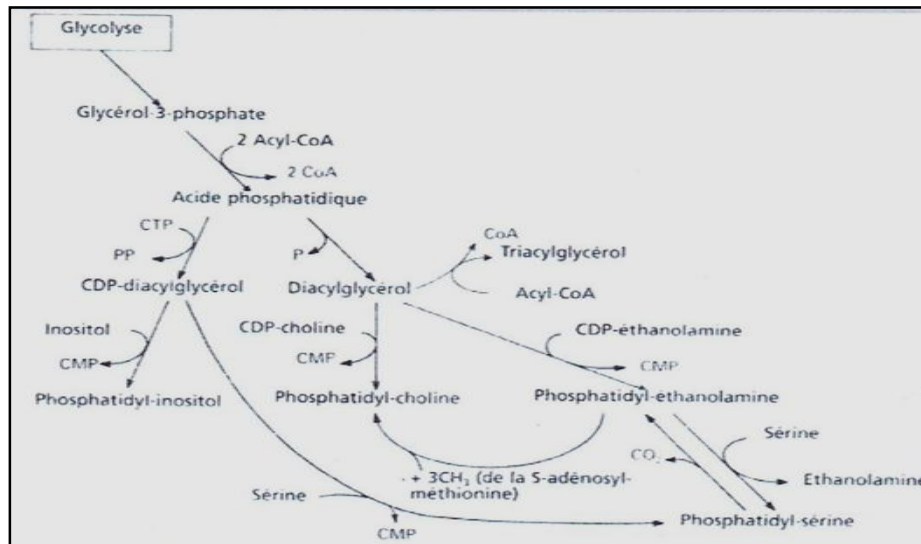 Glycolyse
Glycérol-3-phosphate
2 Acyl-CoA
2 CoA
Acide phosphatidique
CTP
PP
P
CoA
Triacylglycérol
Acyl-CoA
CDP-diacylglycérol
Diacylglycérol
Inositol
CMP
CDP-choline
CMP
CDP-éthanolamine
CMP
Phosphatidyl-inositol
Phosphatidyl-choline
Phosphatidyl-éthanolamine
Sérine
CO2
Ethanolamine
+ 3CH3 (de la S-adénosyl-
méthionine)
Sérine
CMP
Phosphatidyl-sérine